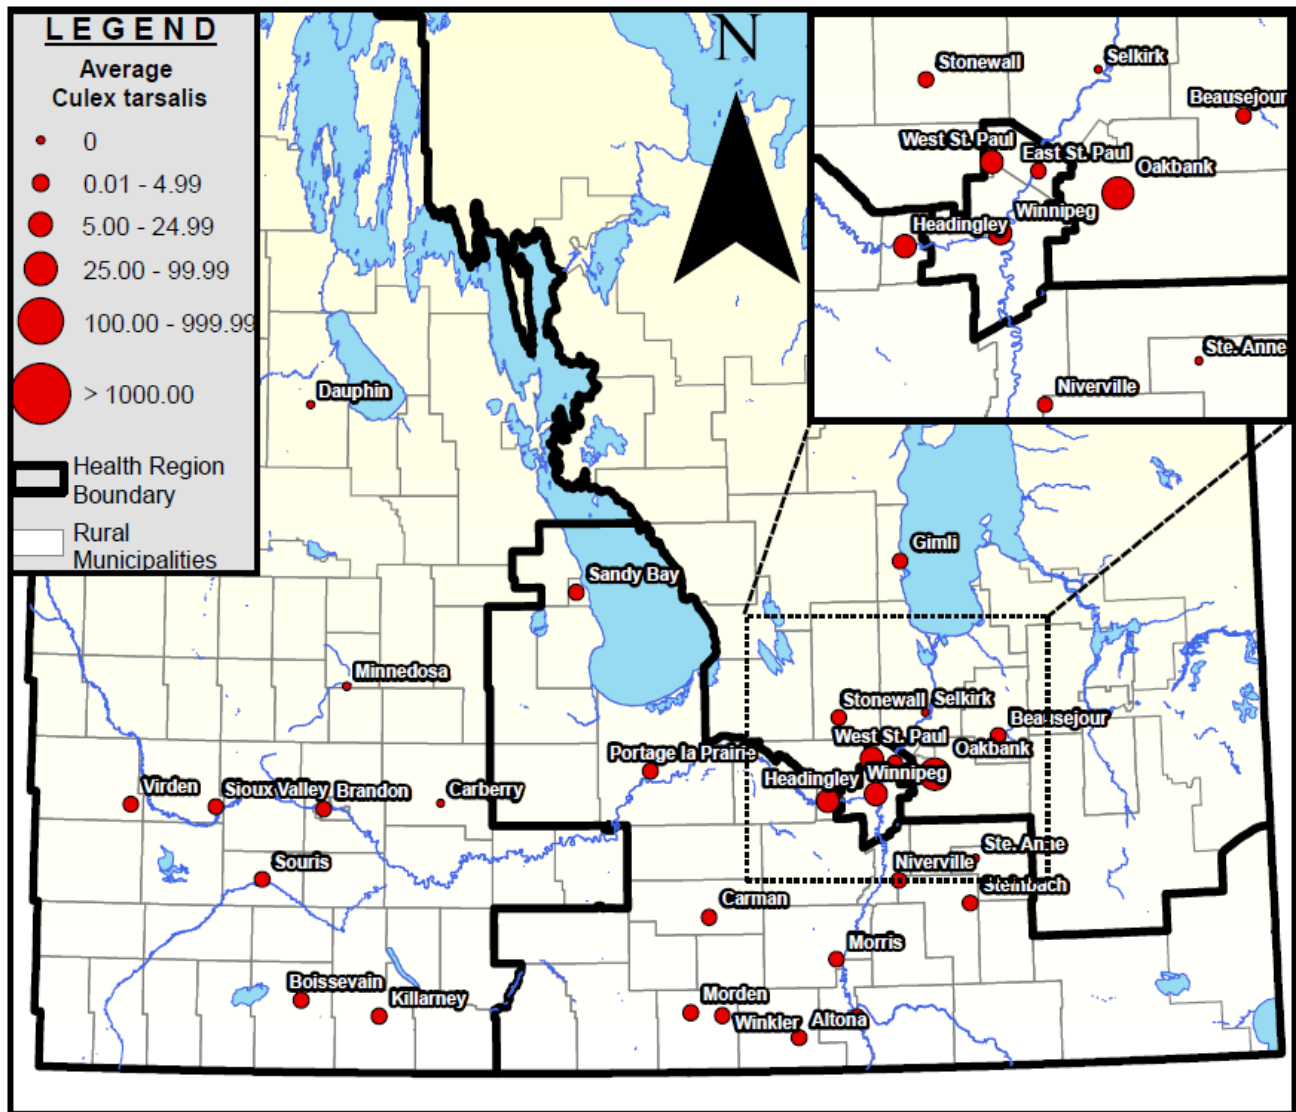 LEGEND
Average
Culex tarsalis
0
0.01 - 4.99
5.00 - 24.99
25.00 - 99.99
100.00 - 999.99
> 1000.00
Health Region
Boundary
Rural
Municipalities
N
Stonewall
Selkirk
Beausejour
West St. Paul
East St. Paul
Oakbank
Winnipeg
Headingley
Ste. Anne
Niverville
Dauphin
Gimli
Sandy Bay
Minnedosa
Stonewall
Selkirk
Beausejour
West St. Paul
Oakbank
Portage la Prairie
Headingley
Winnipeg
Virden
Sioux Valley
Brandon
Carberry
Souris
Ste. Anne
Niverville
Steinbach
Carman
Morris
Boissevain
Killarney
Morden
Winkler
Altona